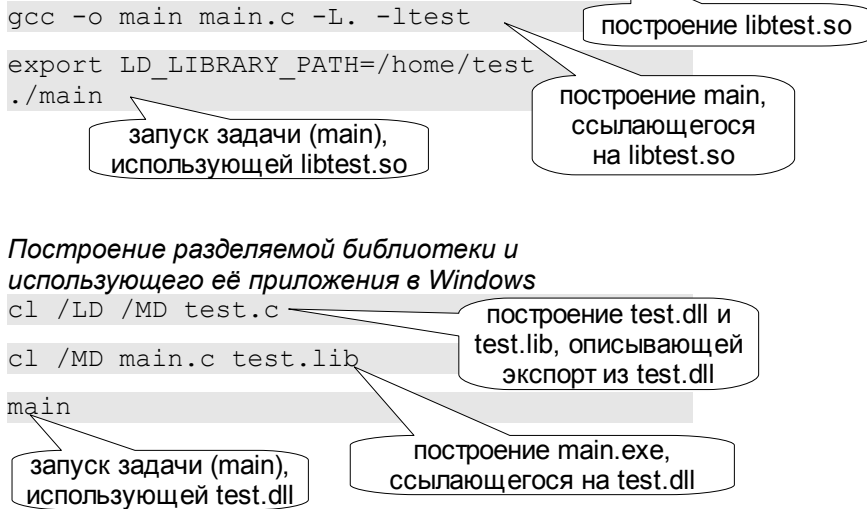 gcc -o main main.c -L. -ltest
построение libtest.so
export LD_LIBRARY_PATH=/home/test
./main
построение main,
ссылающегося
на libtest.so
запуск задачи (main),
использующей libtest.so
Построение разделяемой библиотеки и
использующего её приложения в Windows
cl /LD /MD test.c
построение test.dll и
test.lib, описывающей
экспорт из test.dll
cl /MD main.c test.lib
main
построение main.exe,
ссылающегося на test.dll
запуск задачи (main),
использующей test.dll